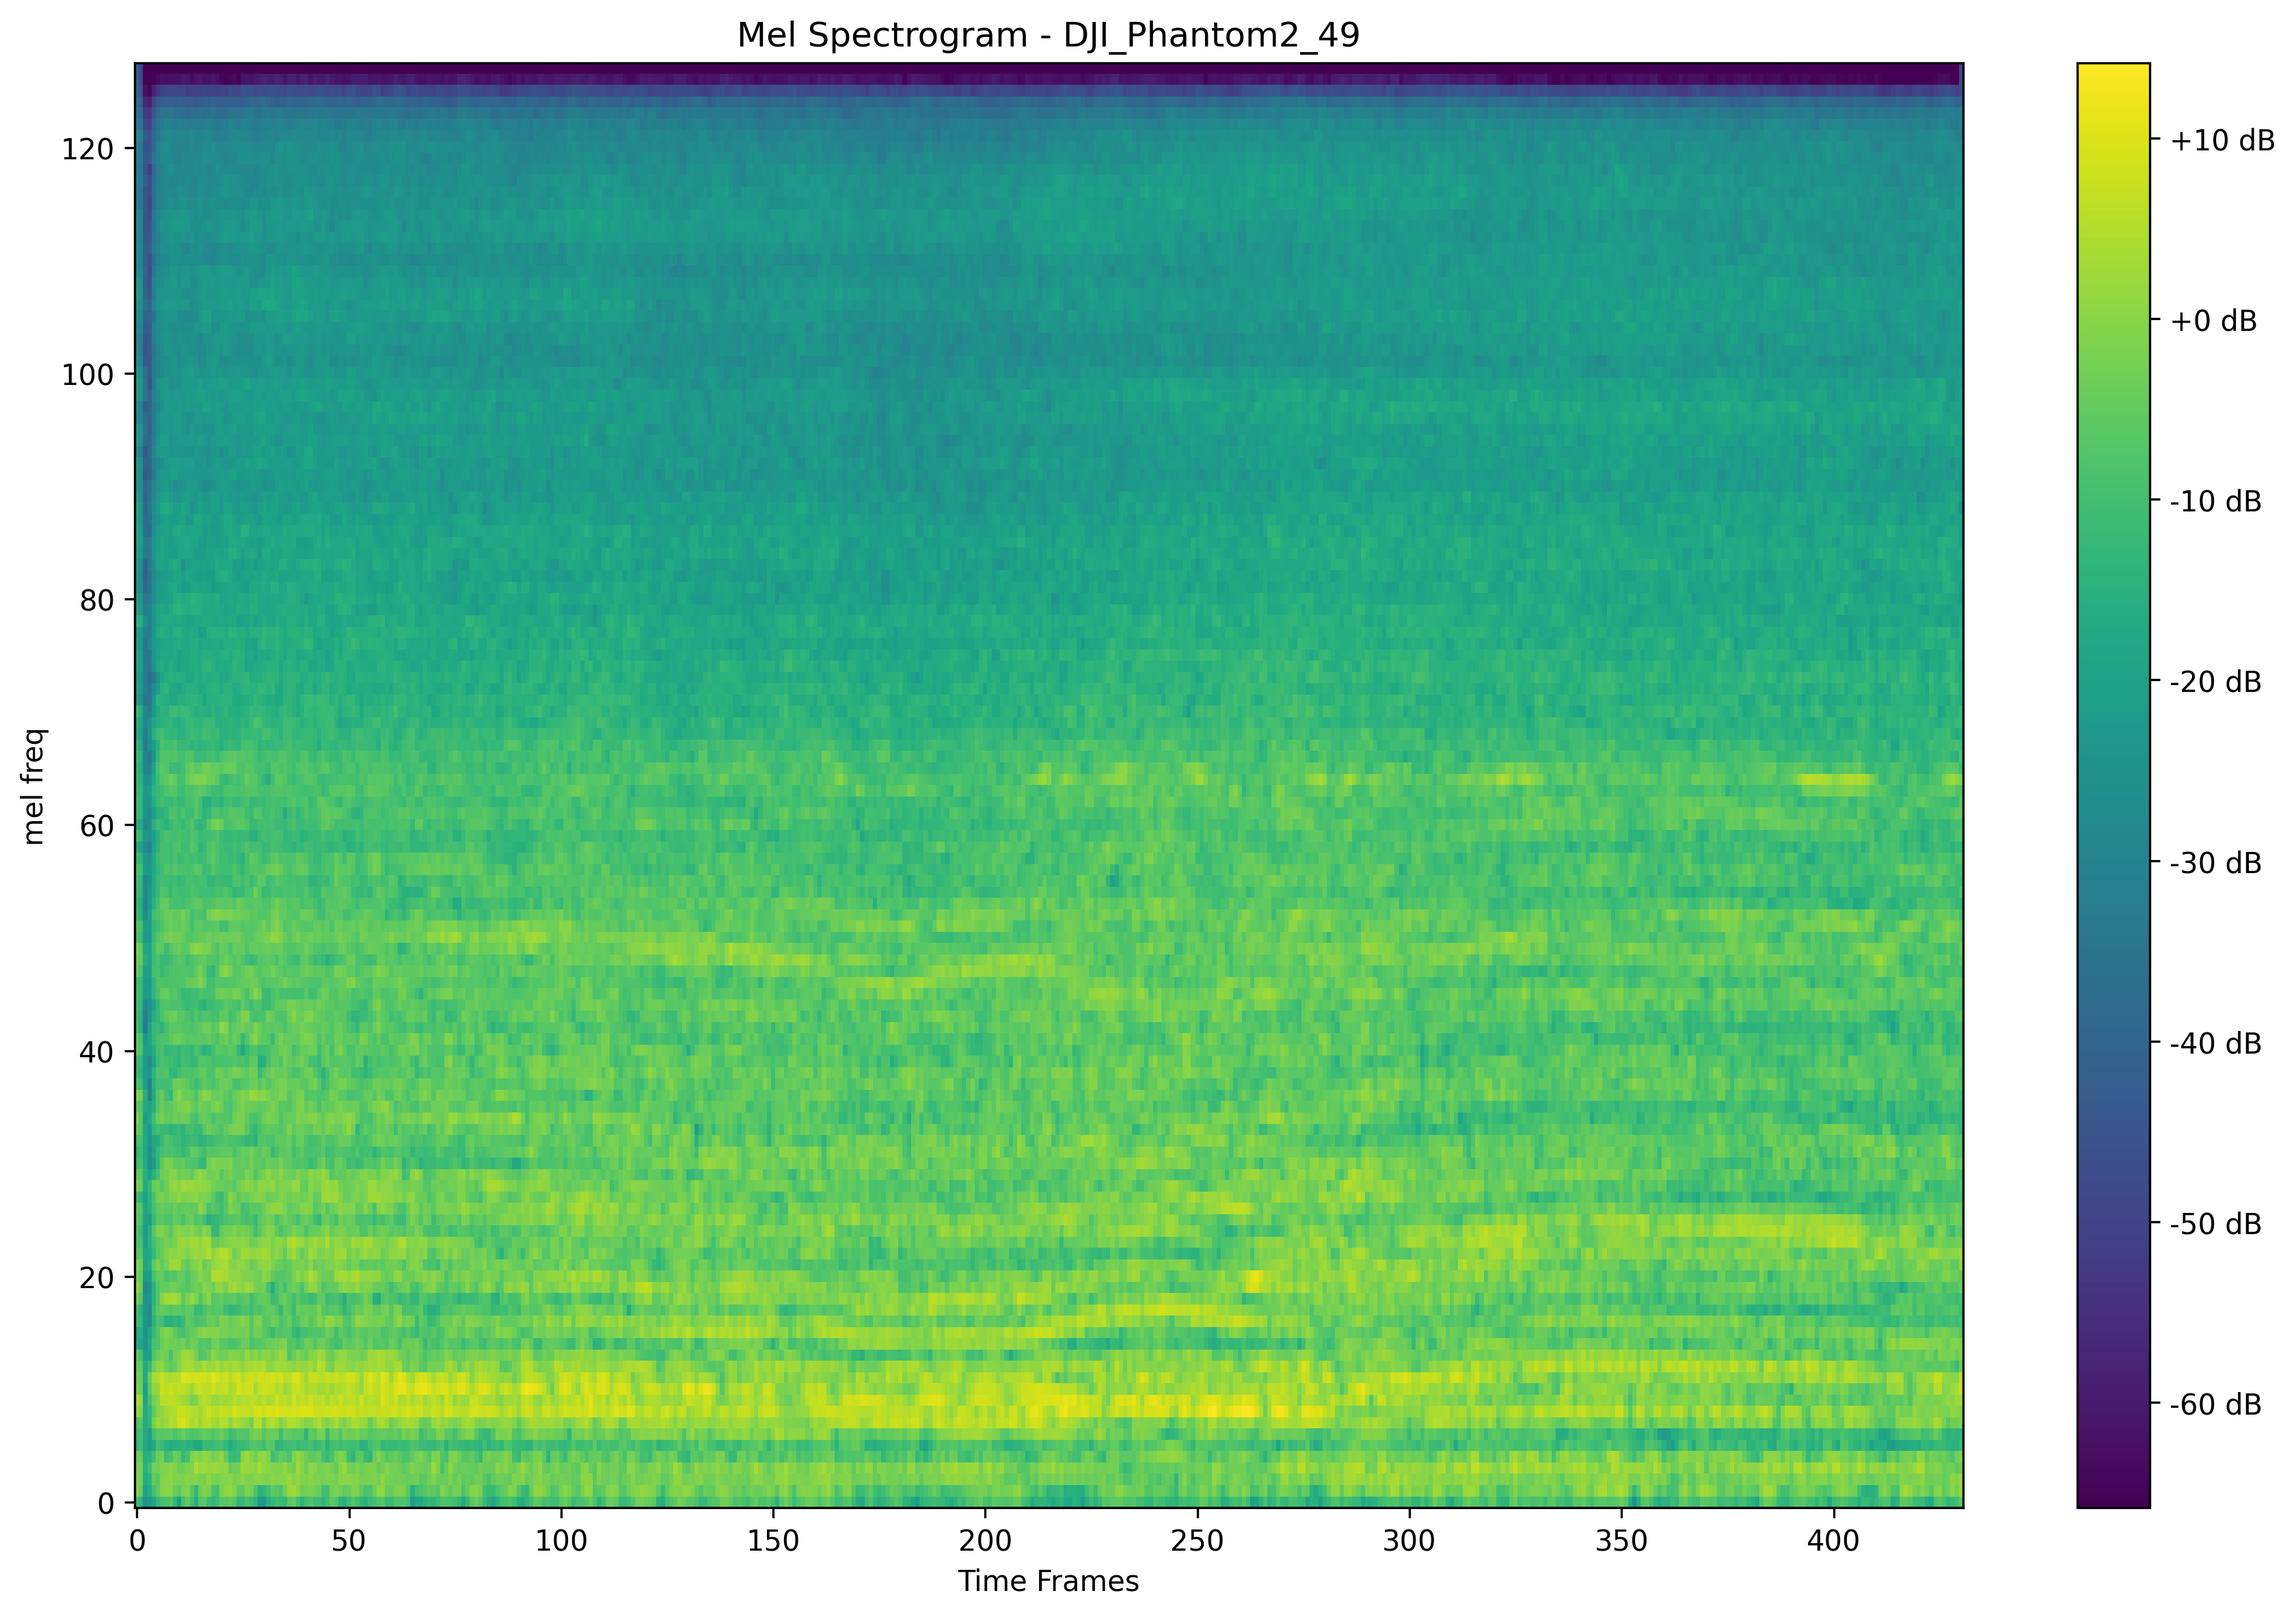 Mel Spectrogram - DJI_Phantom2_49
mel freq
120
100
80
60
40
20
0
0 50 100 150 200 250 300 350 400
Time Frames
+10 dB
+0 dB
-10 dB
-20 dB
-30 dB
-40 dB
-50 dB
-60 dB